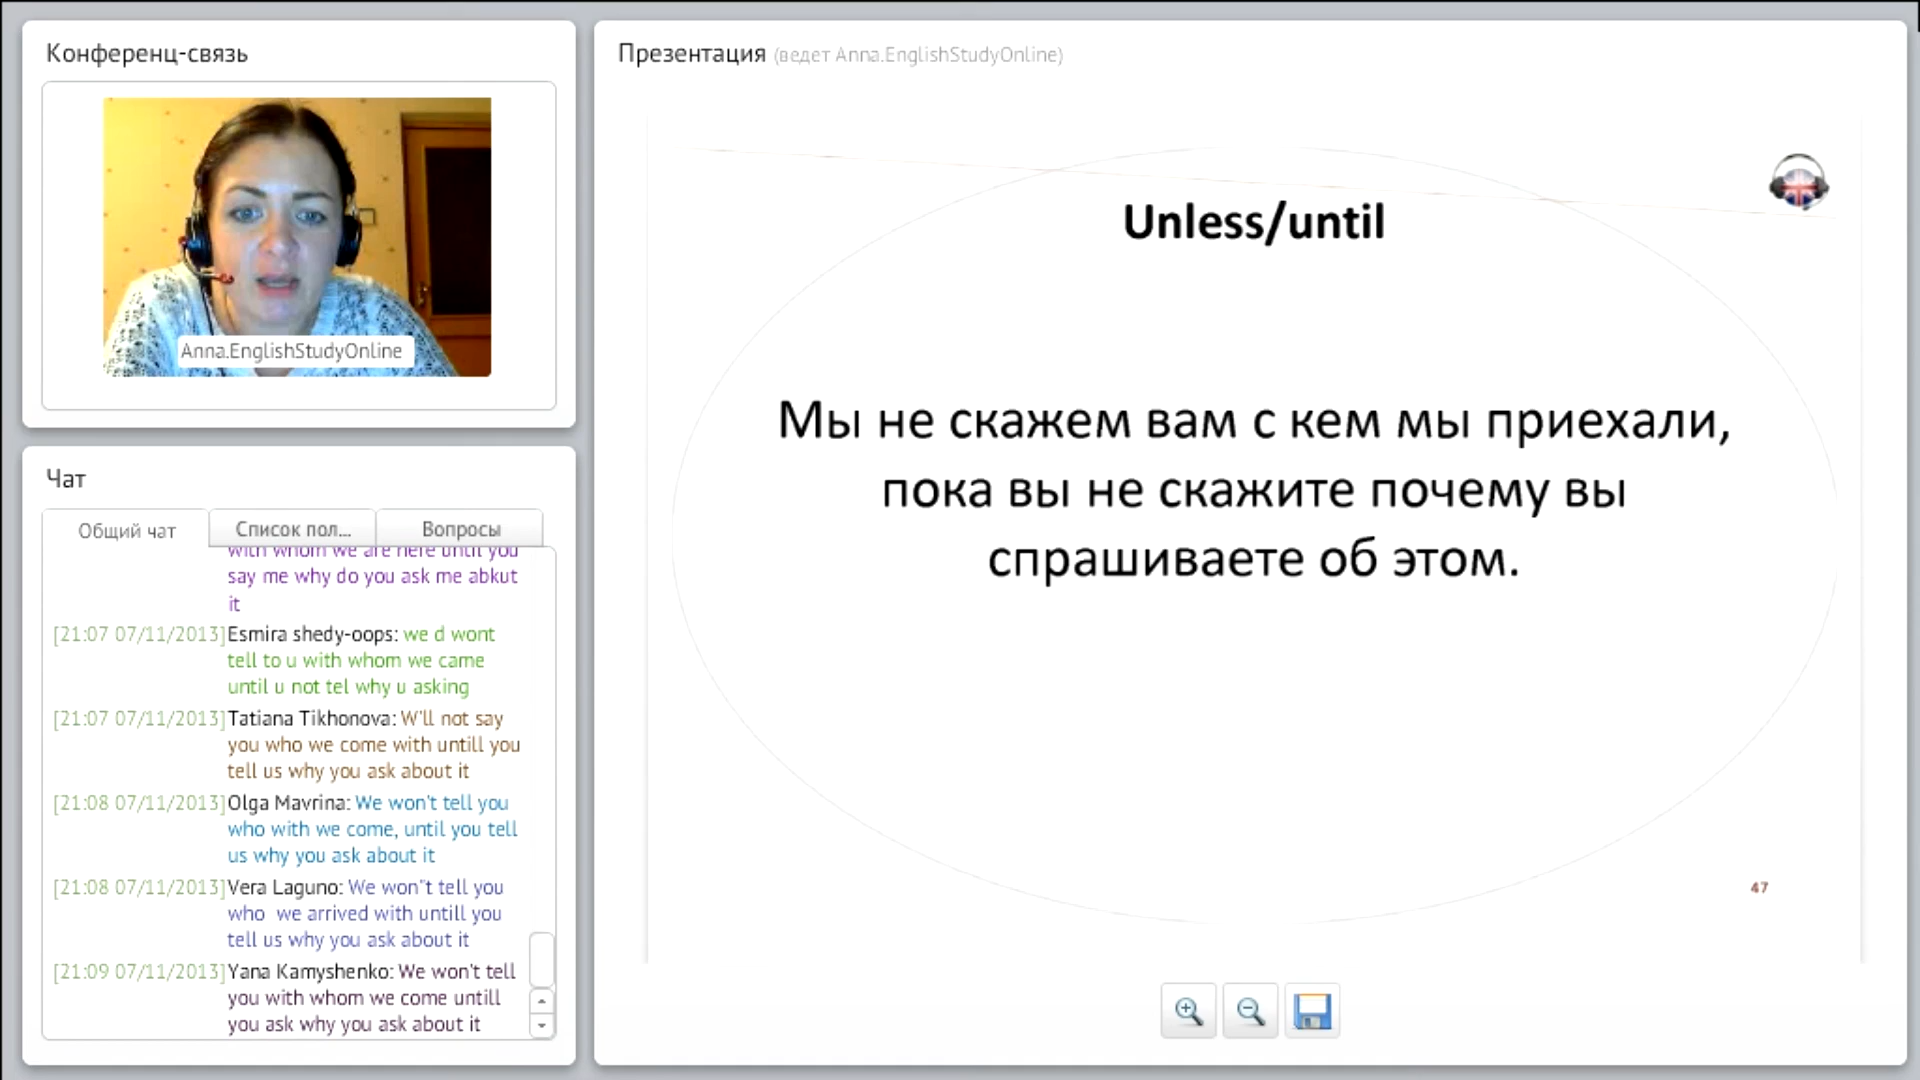 Конференц-связь
Anna.EnglishStudyOnline
Чат
Общий чат
Список пол...
Вопросы
with whom we are here until you
say me why do you ask me abkut
it
[21:07 07/11/2013] Esmira shedy-oops: we d wont
tell to u with whom we came
until u not tel why u asking
[21:07 07/11/2013] Tatiana Tikhonova: W'll not say
you who we come with untill you
tell us why you ask about it
[21:08 07/11/2013] Olga Mavrina: We won't tell you
who with we come, until you tell
us why you ask about it
[21:08 07/11/2013] Vera Laguno: We won"t tell you
who we arrived with untill you
tell us why you ask about it
[21:09 07/11/2013] Yana Kamyshenko: We won't tell
you with whom we come untill
you ask why you ask about it
Презентация (ведет Anna.EnglishStudyOnline)
Unless/until
Мы не скажем вам с кем мы приехали,
пока вы не скажите почему вы
спрашиваете об этом.
47